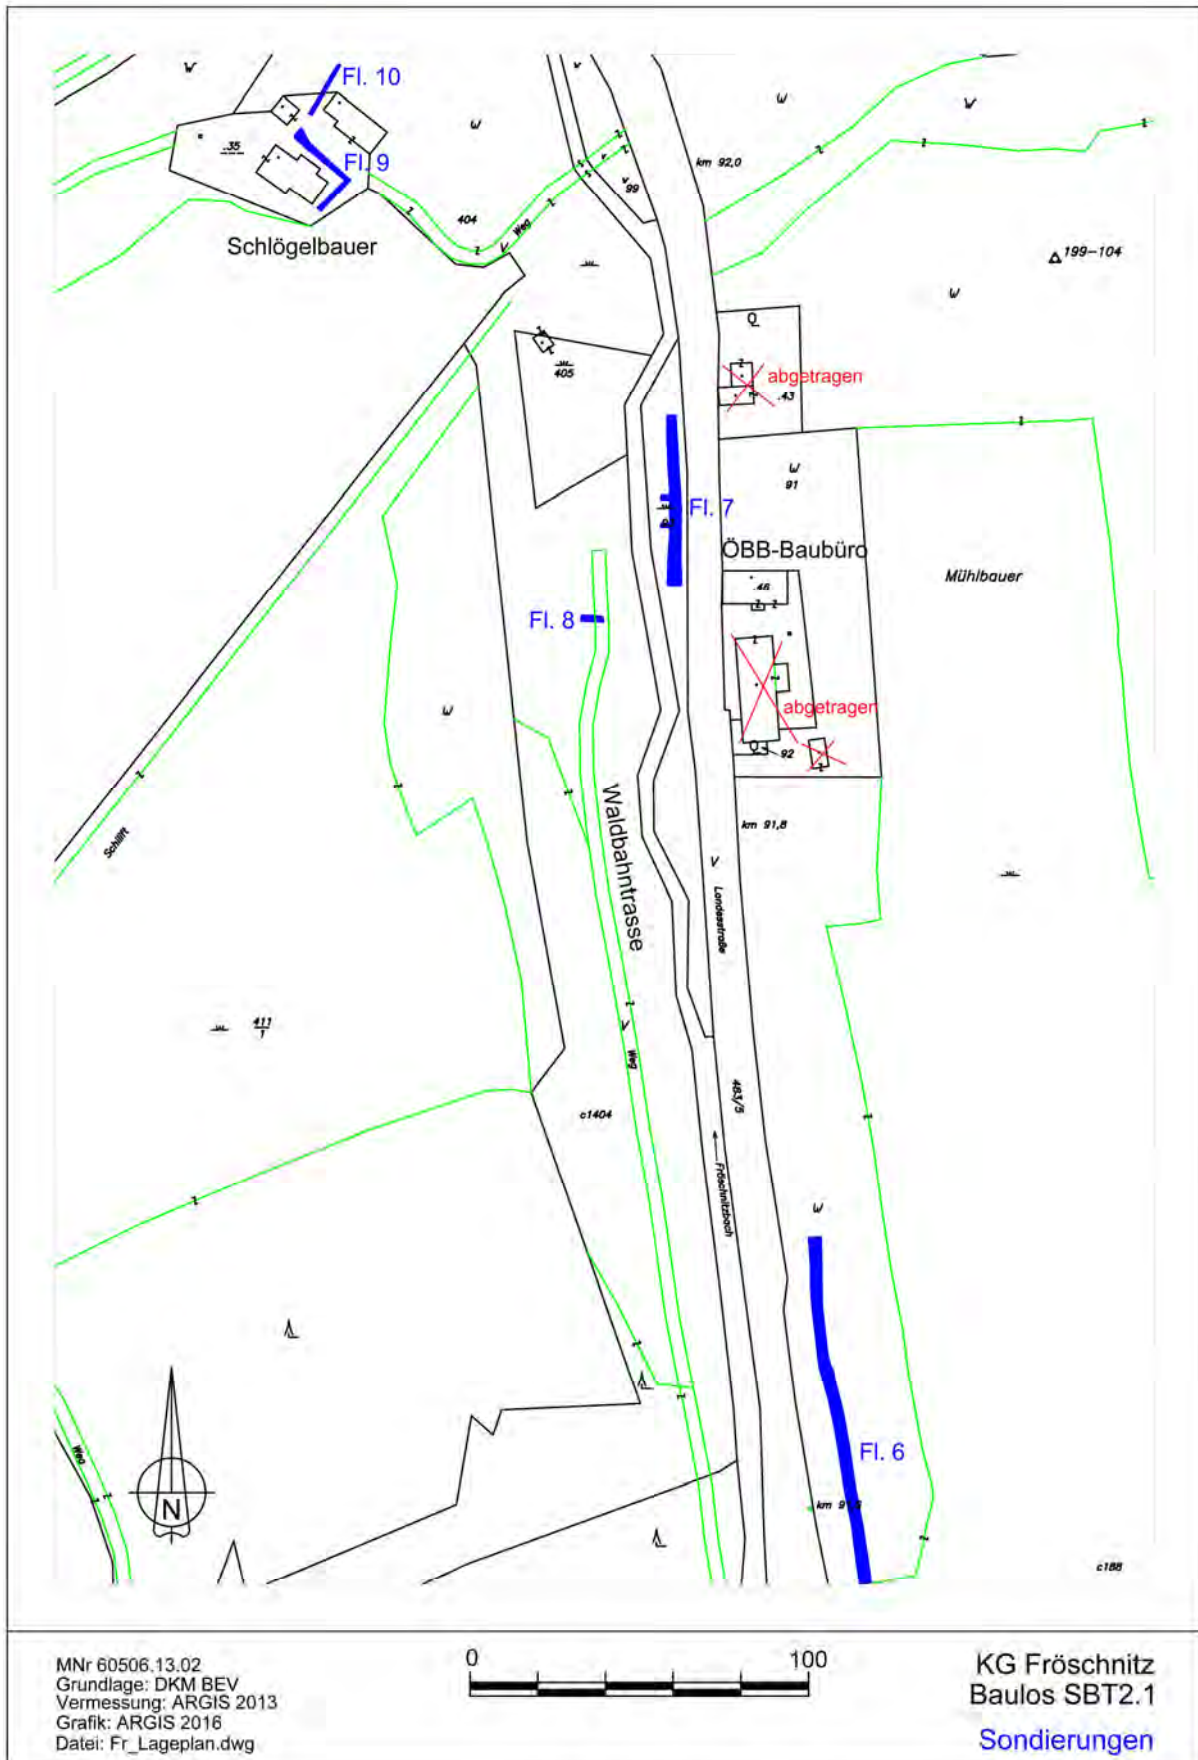 Fl. 10
.35
Fl. 9
Schlögelbauer
404
Weg
99
km 92,0
199-104
405
abgetragen
.43
91
Fl. 7
ÖBB-Baubüro
.46
Mühlbauer
Fl. 8
abgetragen
92
km 91,8
Schilift
Waldbahntrasse
Landesstraße
411
1
Weg
c1404
483/5
Fröschnitzbach
Fl. 6
Weg
N
c188
MNr 60506.13.02
Grundlage: DKM BEV
Vermessung: ARGIS 2013
Grafik: ARGIS 2016
Datei: Fr_Lageplan.dwg
0
100
KG Fröschnitz
Baulos SBT2.1
Sondierungen